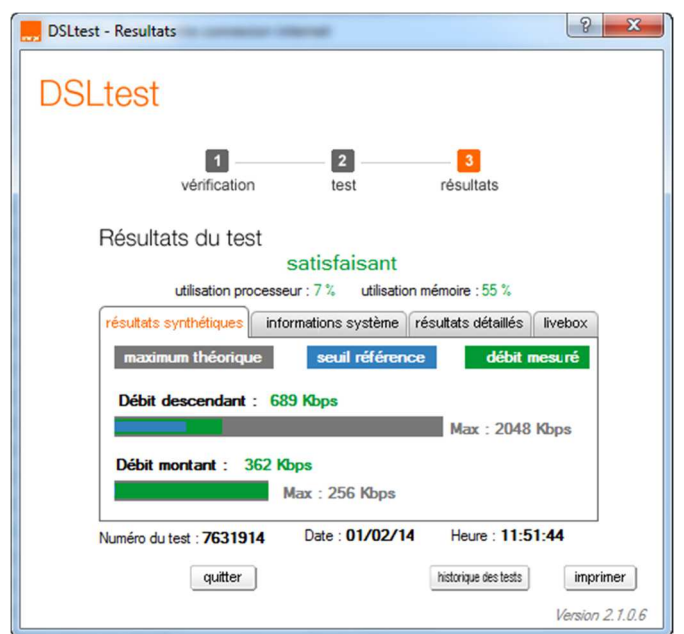 DSLtest - Resultats
DSLtest
1 2 3
vérification test résultats
Résultats du test
satisfaisant
utilisation processeur : 7 % utilisation mémoire : 55 %
résultats synthétiques informations système résultats détaillés livebox
maximum théorique seuil référence débit mesuré
Débit descendant : 689 Kbps
Max : 2048 Kbps
Débit montant : 362 Kbps
Max : 256 Kbps
Numéro du test : 7631914 Date : 01/02/14 Heure : 11:51:44
quitter historique des tests imprimer
Version 2.1.0.6